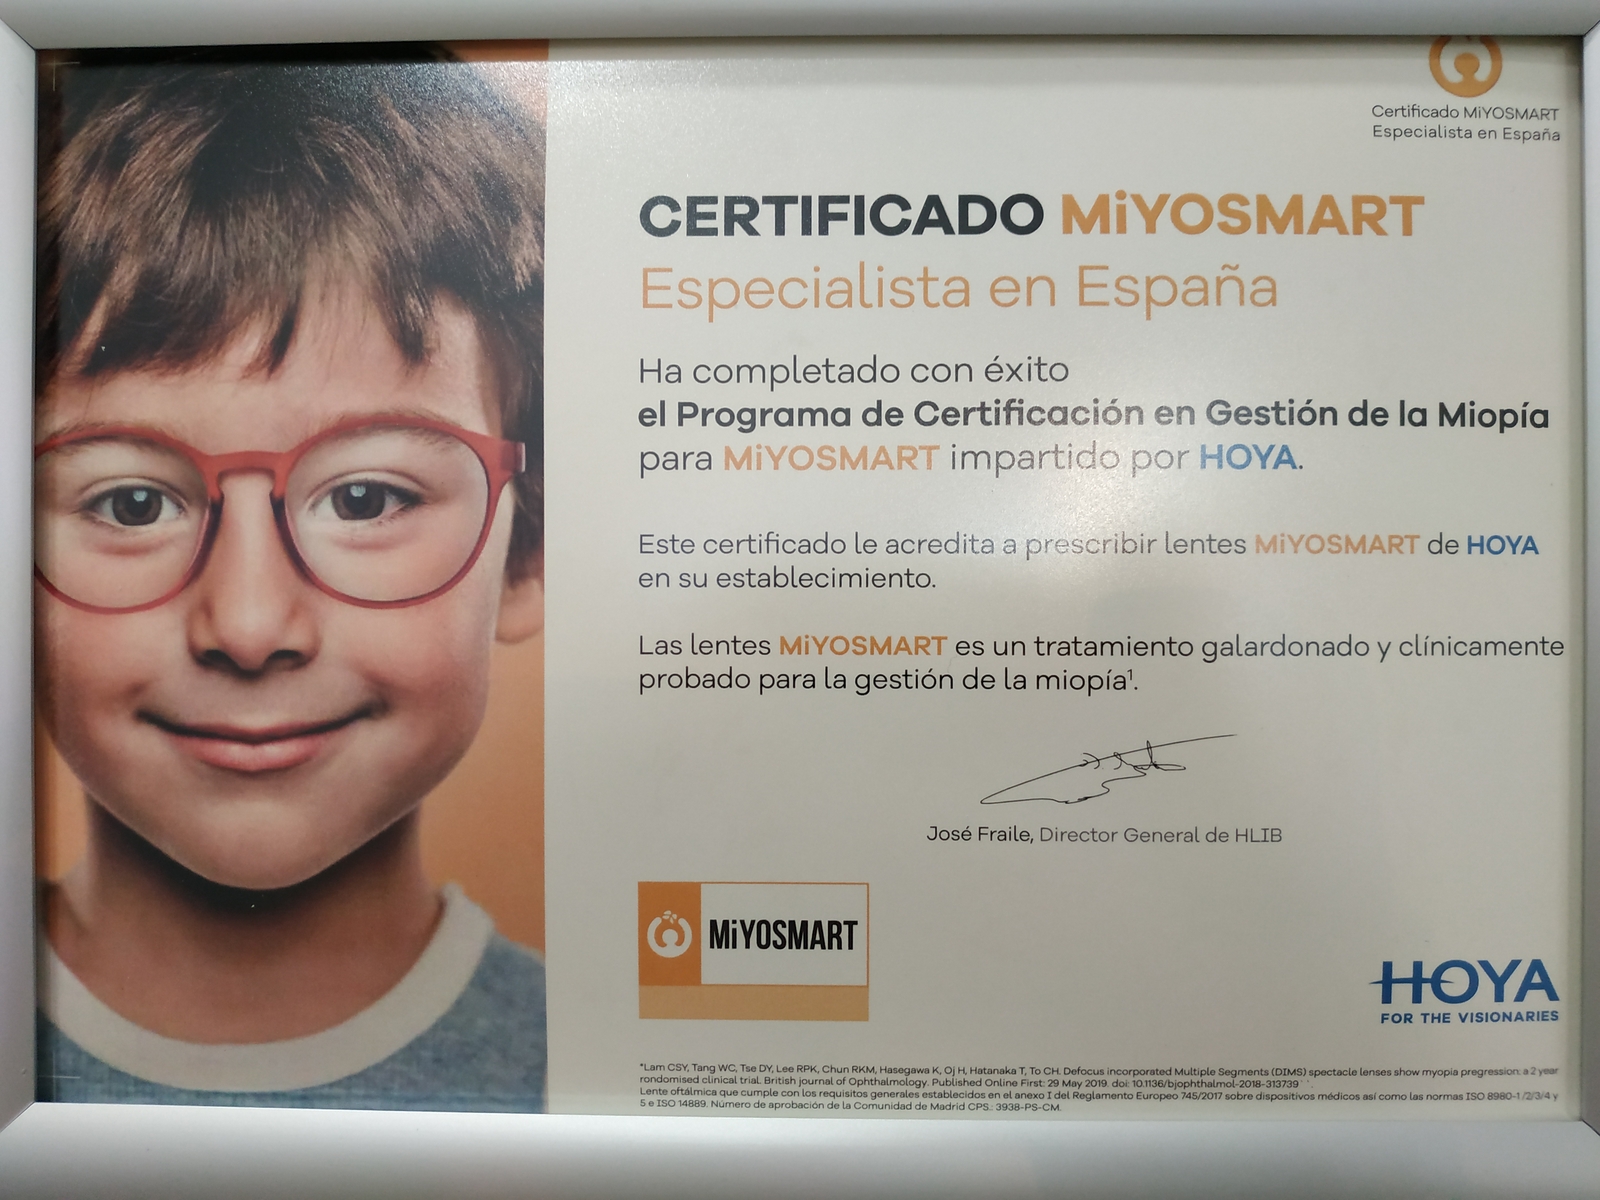 Certificado MiYOSMART
Especialista en España
CERTIFICADO MiYOSMART
Especialista en España
Ha completado con éxito
el Programa de Certificación en Gestión de la Miopía
para MiYOSMART impartido por HOYA.
Este certificado le acredita a prescribir lentes MiYOSMART de HOYA
en su establecimiento.
Las lentes MiYOSMART es un tratamiento galardonado y clínicamente
probado para la gestión de la miopía¹.
José Fraile, Director General de HLIB
MiYOSMART
HOYA
FOR THE VISIONARIES
*Lam CSY, Tang WC, Tse DY, Lee RPK, Chun RKM, Hasegawa K, Oj H, Hatanaka T, To CH. Defocus incorporated Multiple Segments (DIMS) spectacle lenses show myopia pregression: a 2 year
rondomised clinical trial. British journal of Ophthalmology. Published Online First: 29 May 2019. doi: 10.1136/bjophthalmol-2018-313739
Lente oftálmica que cumple con los requisitos generales establecidos en el anexo I del Reglamento Europeo 745/2017 sobre dispositivos médicos así como las normas ISO 8980-1/2/3/4 y
5 e ISO 14889. Número de aprobación de la Comunidad de Madrid CPS.: 3938-PS-CM.